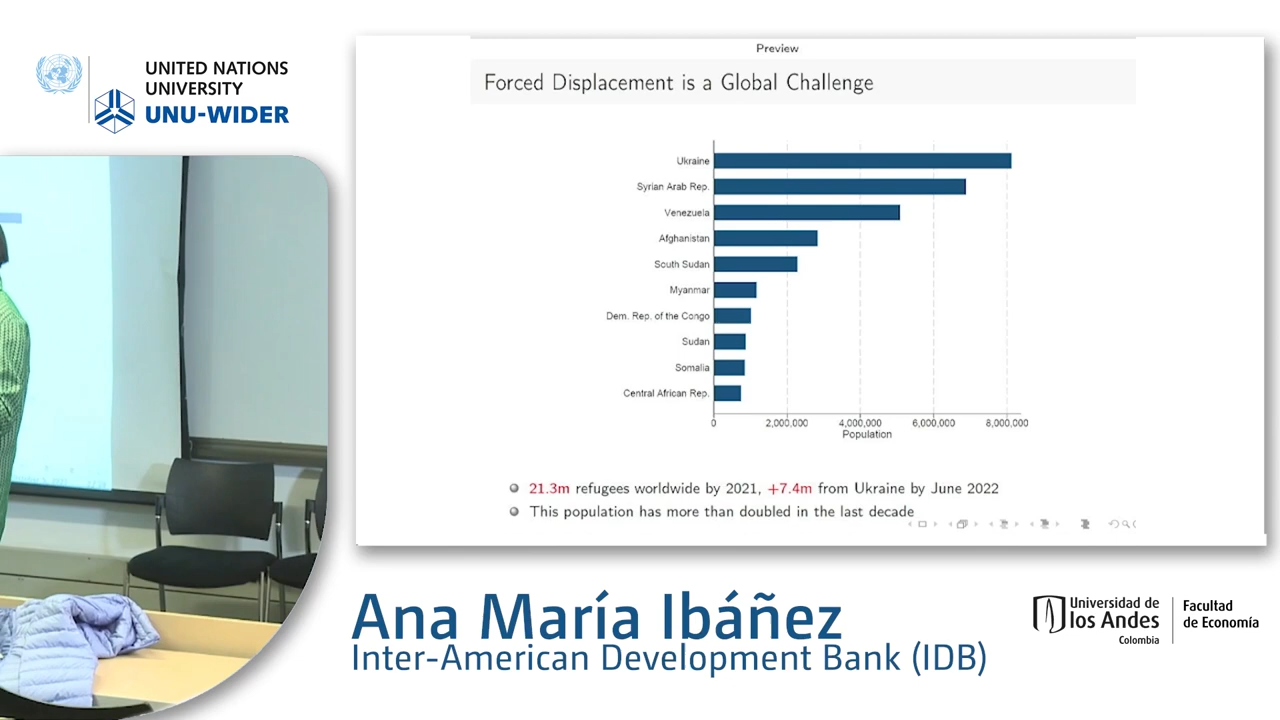 UNITED NATIONS
UNIVERSITY
UNU-WIDER
Preview
Forced Displacement is a Global Challenge
Ukraine
Syrian Arab Rep.
Venezuela
Afghanistan
South Sudan
Myanmar
Dem. Rep. of the Congo
Sudan
Somalia
Central African Rep.
0 2,000,000 4,000,000 6,000,000 8,000,000
Population
21.3m refugees worldwide by 2021, +7.4m from Ukraine by June 2022
This population has more than doubled in the last decade
Ana María Ibáñez
Inter-American Development Bank (IDB)
Universidad de
los Andes
Colombia
Facultad
de Economía